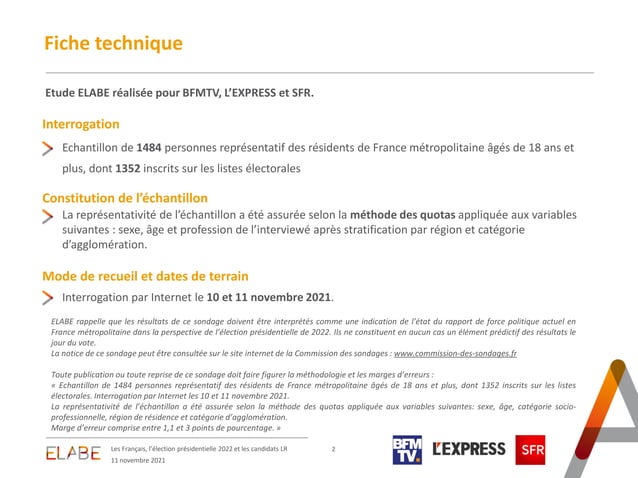 Fiche technique
Etude ELABE réalisée pour BFMTV, L’EXPRESS et SFR.
Interrogation
Echantillon de 1484 personnes représentatif des résidents de France métropolitaine âgés de 18 ans et
plus, dont 1352 inscrits sur les listes électorales
Constitution de l’échantillon
La représentativité de l’échantillon a été assurée selon la méthode des quotas appliquée aux variables
suivantes : sexe, âge et profession de l’interviewé après stratification par région et catégorie
d’agglomération.
Mode de recueil et dates de terrain
Interrogation par Internet le 10 et 11 novembre 2021.
ELABE rappelle que les résultats de ce sondage doivent être interprétés comme une indication de l’état du rapport de force politique actuel en
France métropolitaine dans la perspective de l’élection présidentielle de 2022. Ils ne constituent en aucun cas un élément prédictif des résultats le
jour du vote.
La notice de ce sondage peut être consultée sur le site internet de la Commission des sondages : www.commission-des-sondages.fr
Toute publication ou toute reprise de ce sondage doit faire figurer la méthodologie et les marges d’erreurs :
« Echantillon de 1484 personnes représentatif des résidents de France métropolitaine âgés de 18 ans et plus, dont 1352 inscrits sur les listes
électorales. Interrogation par Internet les 10 et 11 novembre 2021.
La représentativité de l’échantillon a été assurée selon la méthode des quotas appliquée aux variables suivantes: sexe, âge, catégorie socio-
professionnelle, région de résidence et catégorie d’agglomération.
Marge d’erreur comprise entre 1,1 et 3 points de pourcentage. »
ELABE
Les Français, l’élection présidentielle 2022 et les candidats LR
11 novembre 2021
2
BFM
TV.
L’EXPRESS
SFR